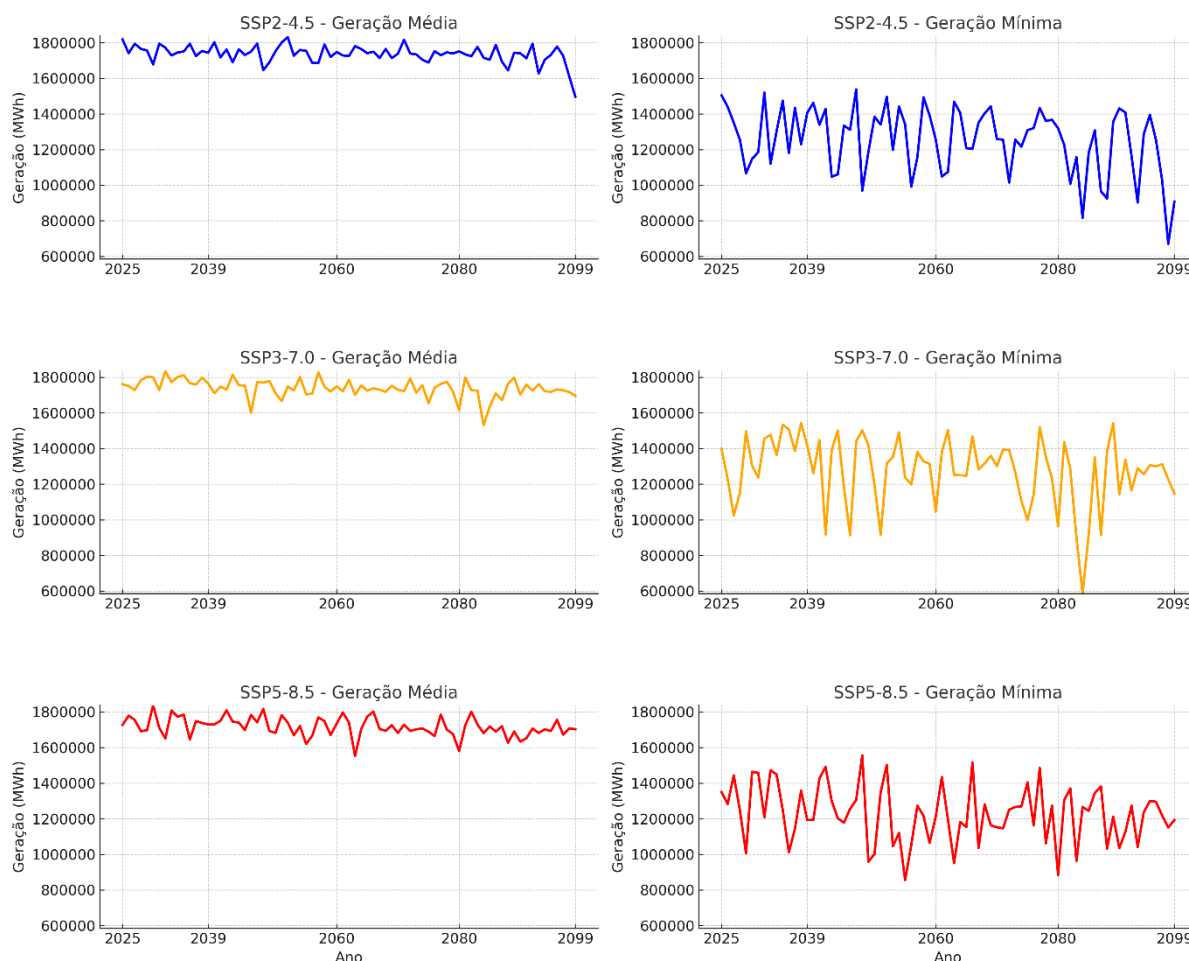 SSP2-4.5 - Geração Média
Geração (MWh)
1800000
1600000
1400000
1200000
1000000
800000
600000
2025 2039 2060 2080 2099
SSP2-4.5 - Geração Mínima
Geração (MWh)
1800000
1600000
1400000
1200000
1000000
800000
600000
2025 2039 2060 2080 2099
SSP3-7.0 - Geração Média
Geração (MWh)
1800000
1600000
1400000
1200000
1000000
800000
600000
2025 2039 2060 2080 2099
SSP3-7.0 - Geração Mínima
Geração (MWh)
1800000
1600000
1400000
1200000
1000000
800000
600000
2025 2039 2060 2080 2099
SSP5-8.5 - Geração Média
Geração (MWh)
1800000
1600000
1400000
1200000
1000000
800000
600000
2025 2039 2060 2080 2099
Ano
SSP5-8.5 - Geração Mínima
Geração (MWh)
1800000
1600000
1400000
1200000
1000000
800000
600000
2025 2039 2060 2080 2099
Ano